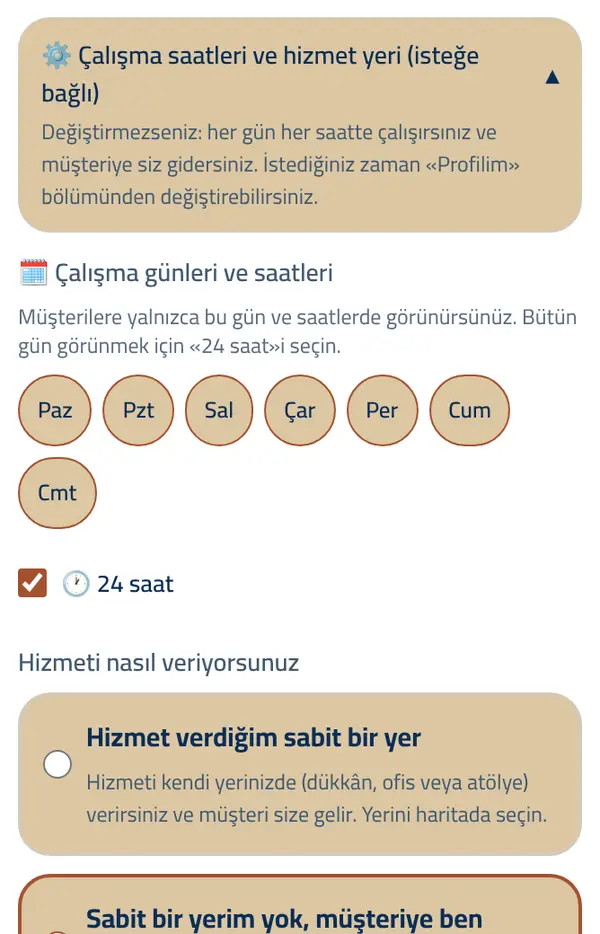 ⚙️ Çalışma saatleri ve hizmet yeri (isteğe
bağlı)
▲
Değiştirmezseniz: her gün her saatte çalışırsınız ve
müşteriye siz gidersiniz. İstediğiniz zaman «Profilim»
bölümünden değiştirebilirsiniz.
🗓️ Çalışma günleri ve saatleri
Müşterilere yalnızca bu gün ve saatlerde görünürsünüz. Bütün
gün görünmek için «24 saat»i seçin.
Paz Pzt Sal Çar Per Cum
Cmt
🕐 24 saat
Hizmeti nasıl veriyorsunuz
Hizmet verdiğim sabit bir yer
Hizmeti kendi yerinizde (dükkân, ofis veya atölye)
verirsiniz ve müşteri size gelir. Yerini haritada seçin.
Sabit bir yerim yok, müşteriye ben